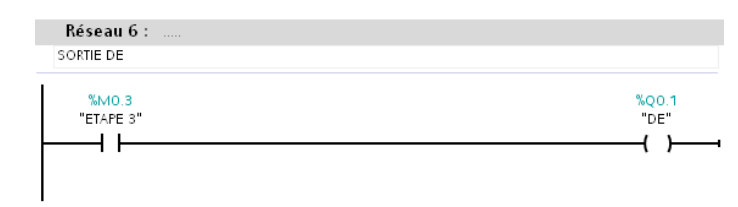 Réseau 6 : .....
SORTIE DE
%M0.3 %Q0.1
"ETAPE 3" "DE"